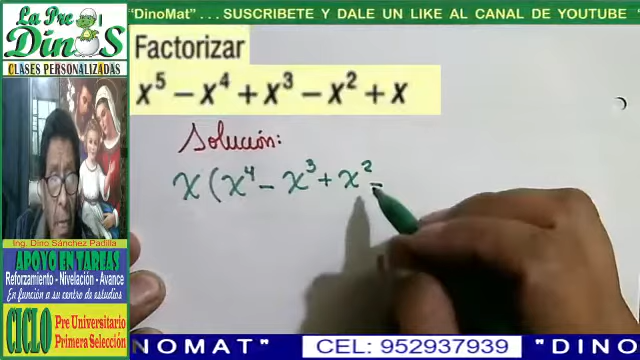 "DinoMat" . . . SUSCRIBETE Y DALE UN LIKE AL CANAL DE YOUTUBE "
La Pre
DinoS
CLASES PERSONALIZADAS
Factorizar
x⁵ − x⁴ + x³ − x² + x
Solución:
x(x⁴ − x³ + x² −
Ing. Dino Sánchez Padilla
APOYO EN TAREAS
Reforzamiento - Nivelación - Avance
En función a su centro de estudios
CICLO Pre Universitario
Primera Selección
NOMAT" CEL: 952937939 "DINO